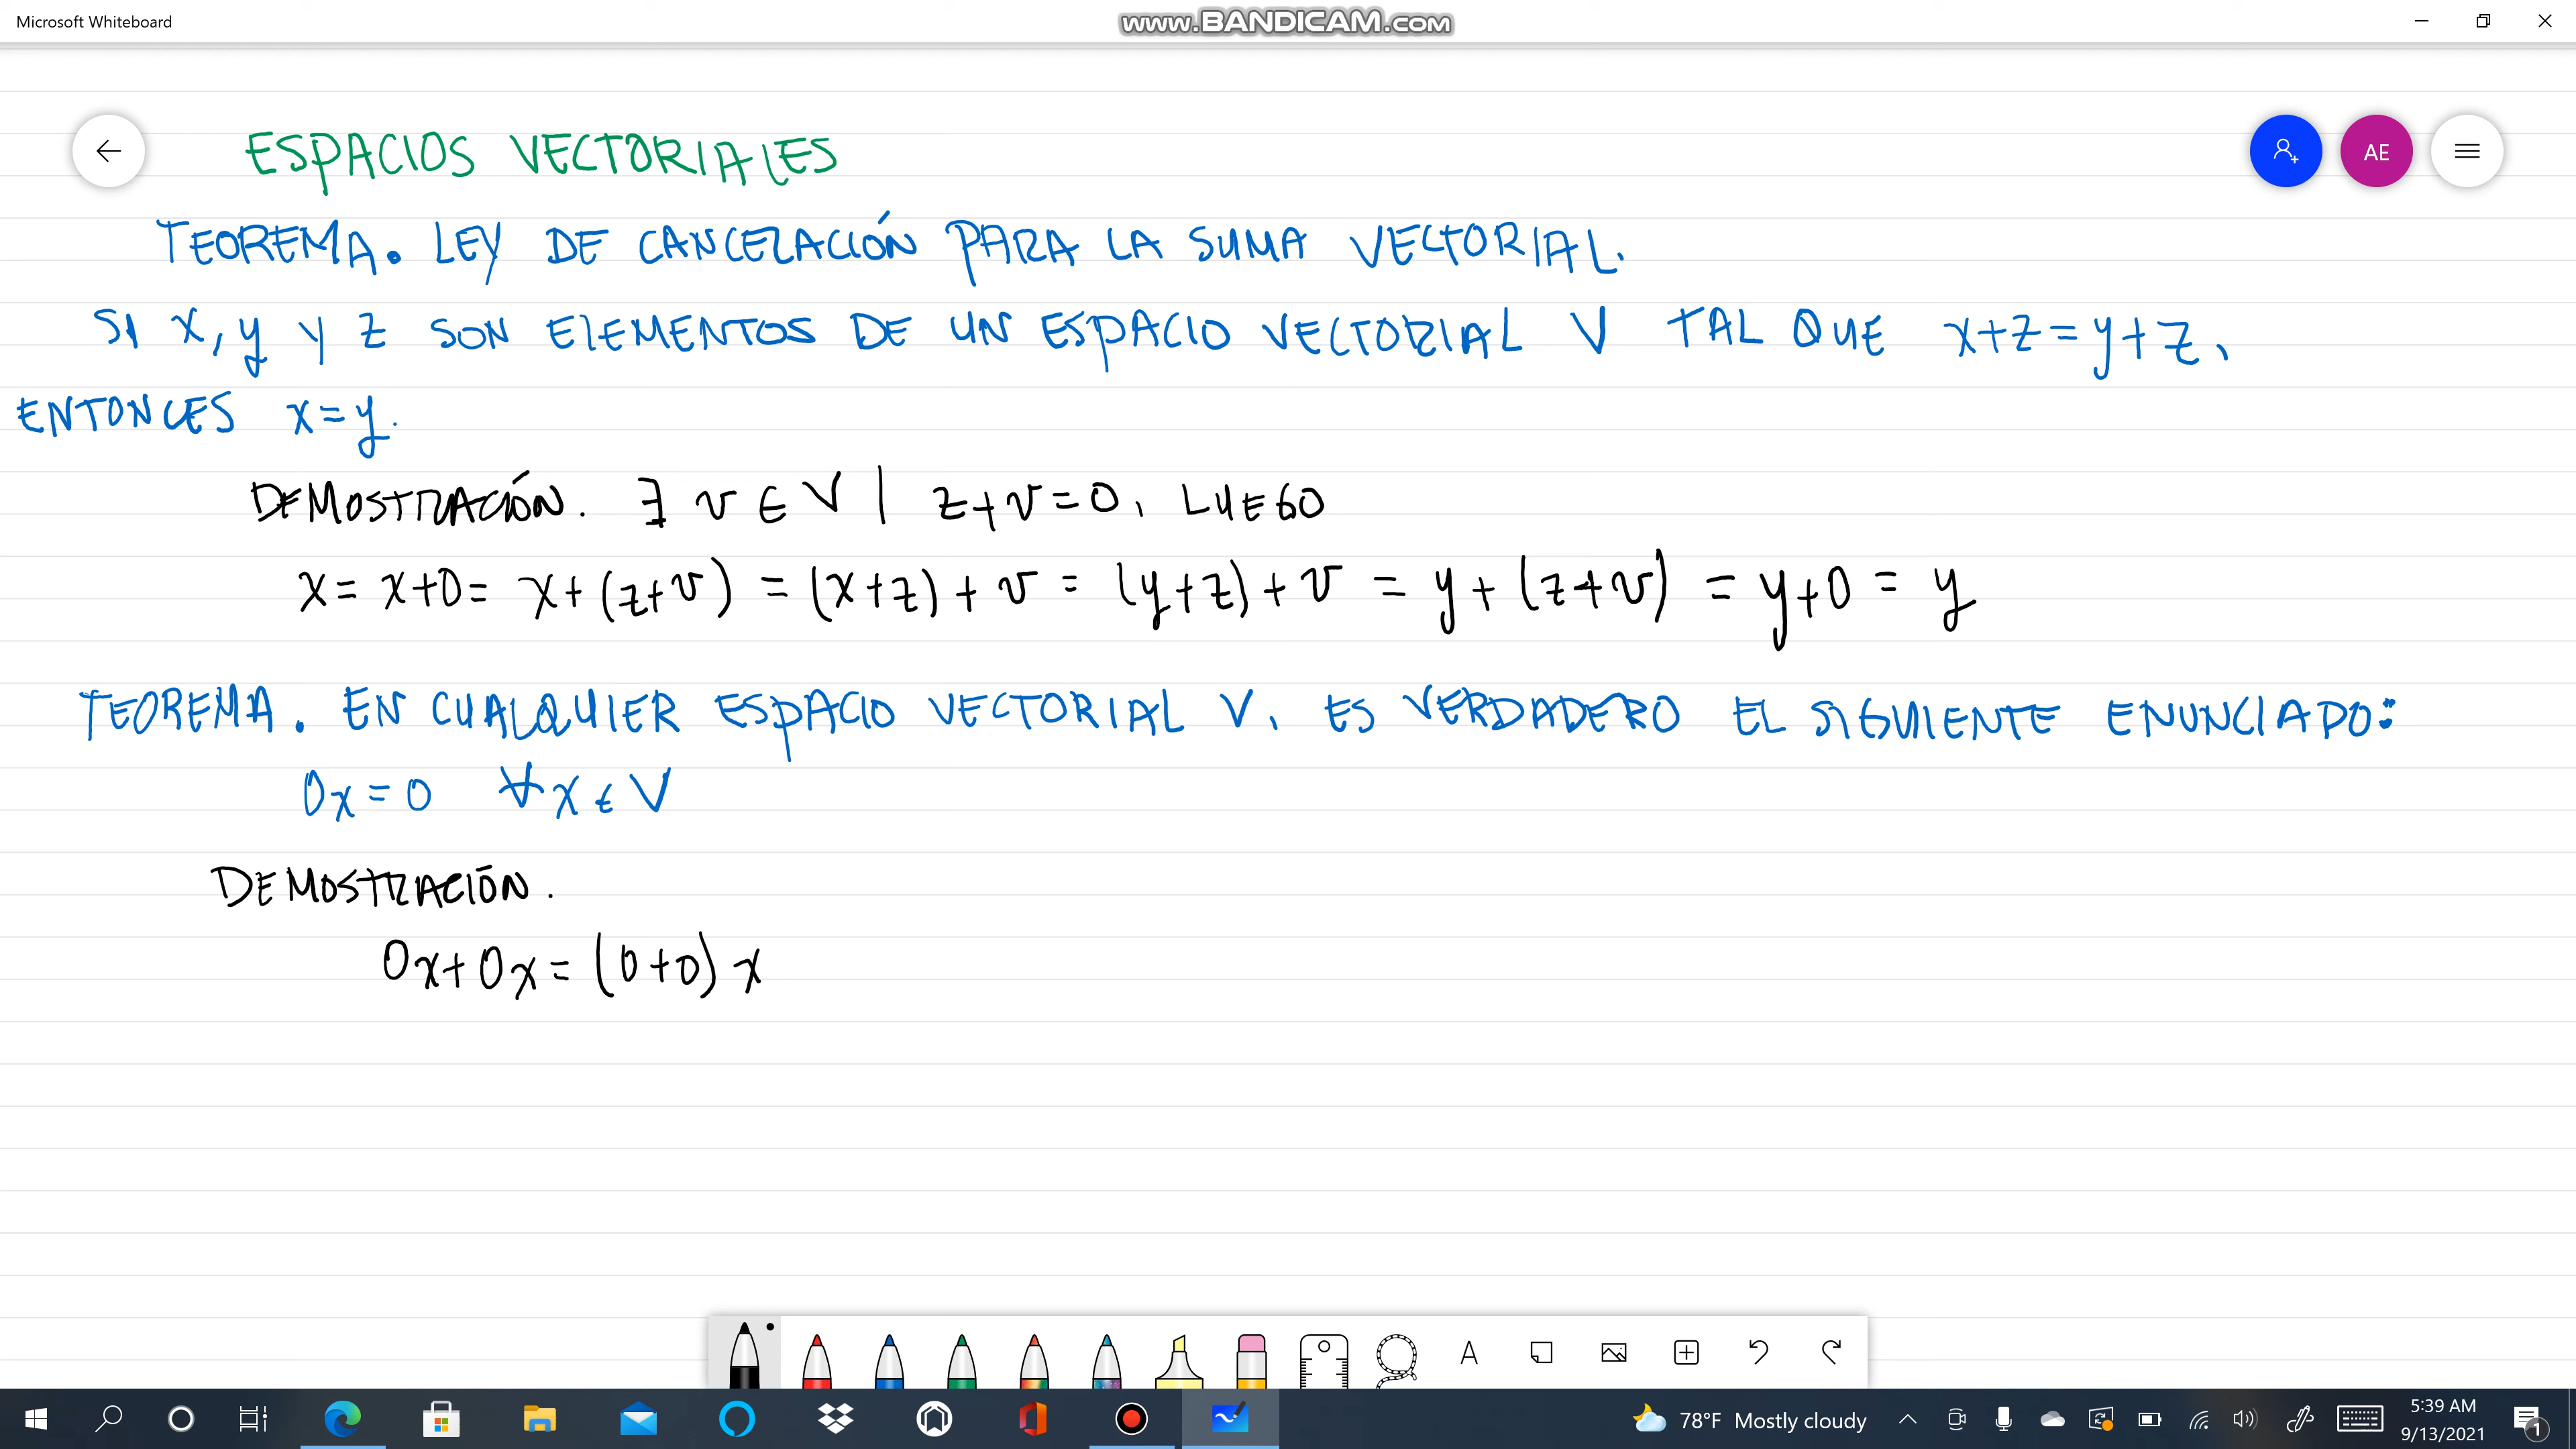 Microsoft Whiteboard
www.BANDICAM.com
ESPACIOS VECTORIALES
AE
TEOREMA. LEY DE CANCELACIÓN PARA LA SUMA VECTORIAL.
SI x, y Y z SON ELEMENTOS DE UN ESPACIO VECTORIAL V TAL QUE x+z=y+z,
ENTONCES x=y.
DEMOSTRACIÓN. ∃ v ∈ V | z+v=0, LUEGO
x = x+0 = x+(z+v) = (x+z)+v = (y+z)+v = y+(z+v) = y+0 = y
TEOREMA. EN CUALQUIER ESPACIO VECTORIAL V, ES VERDADERO EL SIGUIENTE ENUNCIADO:
0x=0 ∀x∈V
DEMOSTRACIÓN.
0x+0x=(0+0)x
A
78°F Mostly cloudy
5:39 AM
9/13/2021
1